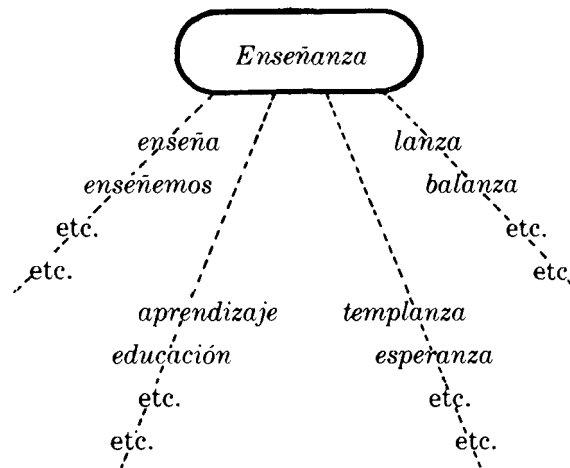 Enseñanza
enseña lanza
enseñemos balanza
etc. etc.
etc. etc.
aprendizaje templanza
educación esperanza
etc. etc.
etc. etc.